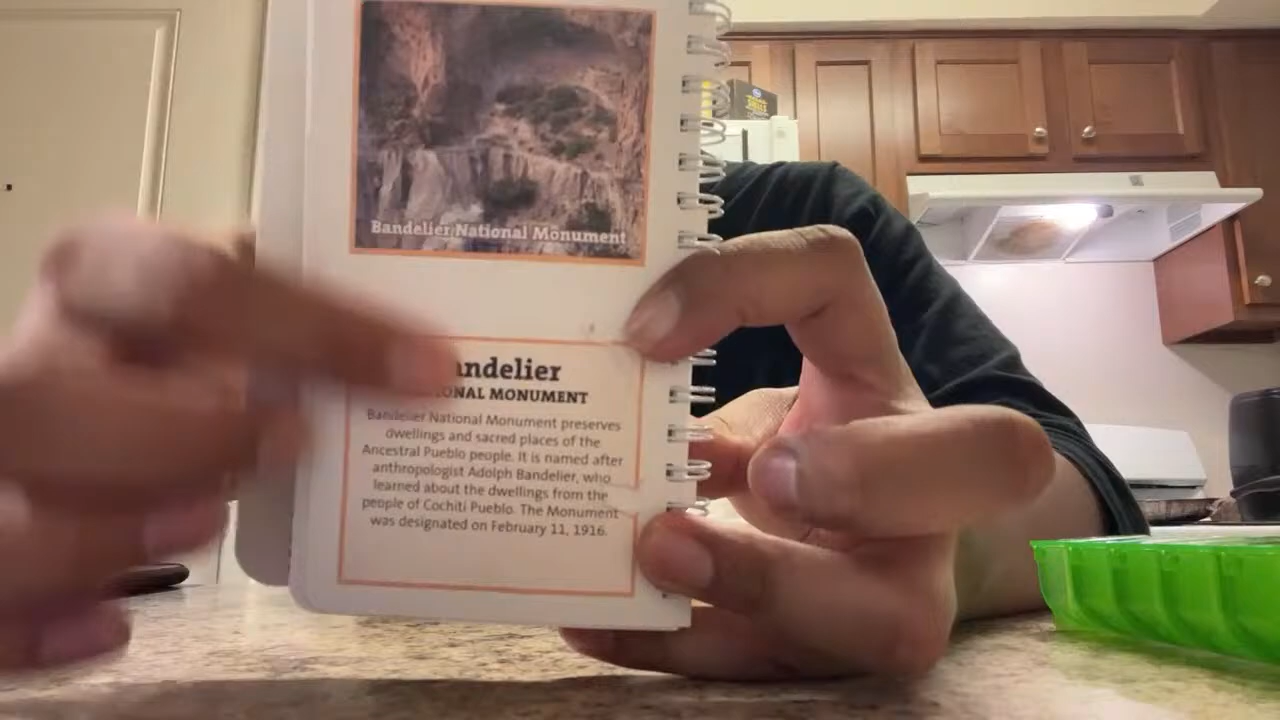 Bandelier National Monument
andelier
IONAL MONUMENT
Bandelier National Monument preserves
dwellings and sacred places of the
Ancestral Pueblo people. It is named after
anthropologist Adolph Bandelier, who
learned about the dwellings from the
people of Cochiti Pueblo. The Monument
was designated on February 11, 1916.